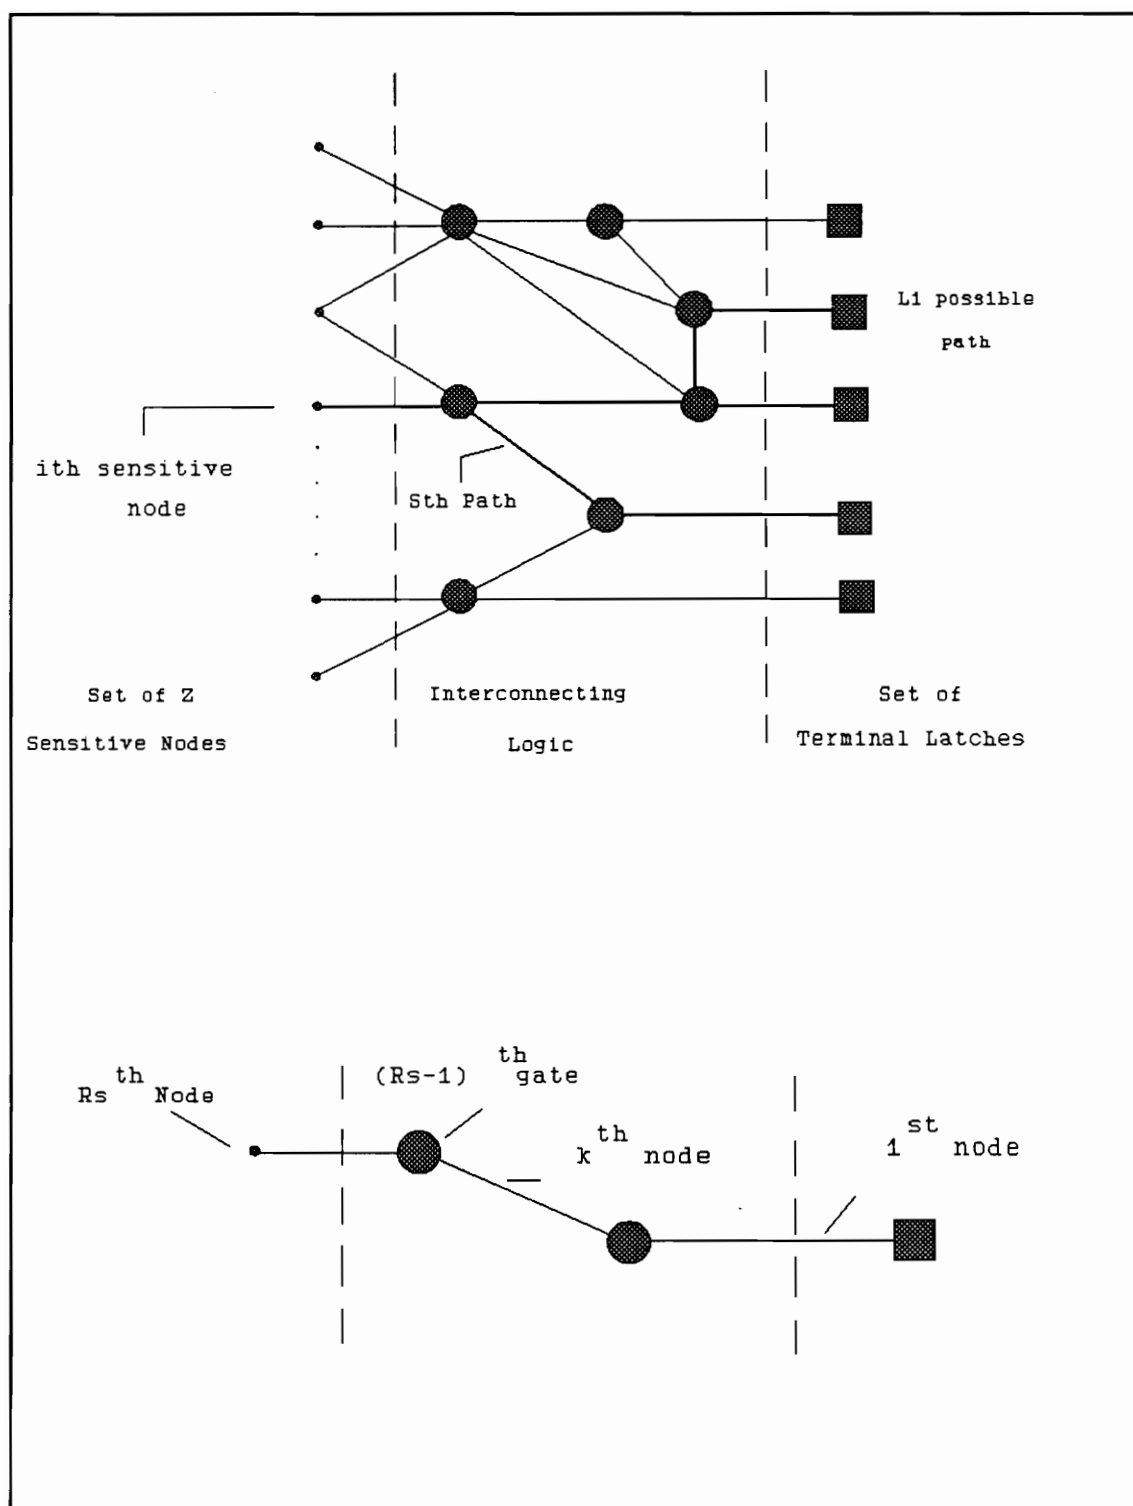 L1 possible
path
ith sensitive
node
Sth Path
Set of Z
Sensitive Nodes
Interconnecting
Logic
Set of
Terminal Latches
Rs th Node
(Rs-1) th gate
k th node
1 st node